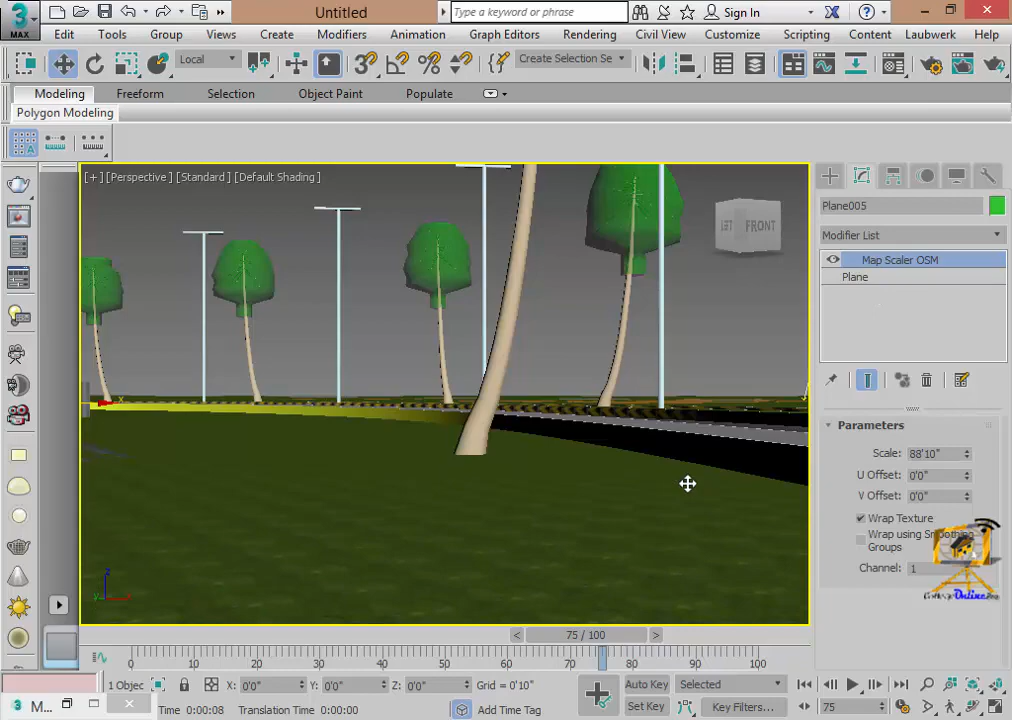 3
MAX
Untitled
Type a keyword or phrase
Sign In
Edit Tools Group Views Create Modifiers Animation Graph Editors Rendering Civil View Customize Scripting Content Laubwerk Help
Local
Create Selection Se
Modeling Freeform Selection Object Paint Populate
Polygon Modeling
[+] [Perspective] [Standard] [Default Shading]
LEFT FRONT
Plane005
Modifier List
Map Scaler OSM
Plane
Parameters
Scale: 88'10"
U Offset: 0'0"
V Offset: 0'0"
Wrap Texture
Wrap using Smoothing
Groups
Channel: 1
x
z
y
< 75 / 100 >
0 10 20 30 40 50 60 70 80 90 100
1 Objec X: 0'0" Y: 0'0" Z: 0'0" Grid = 0'10"
Auto Key Selected
Set Key Key Filters...
75
M...
Time 0:00:08 Translation Time 0:00:00 Add Time Tag